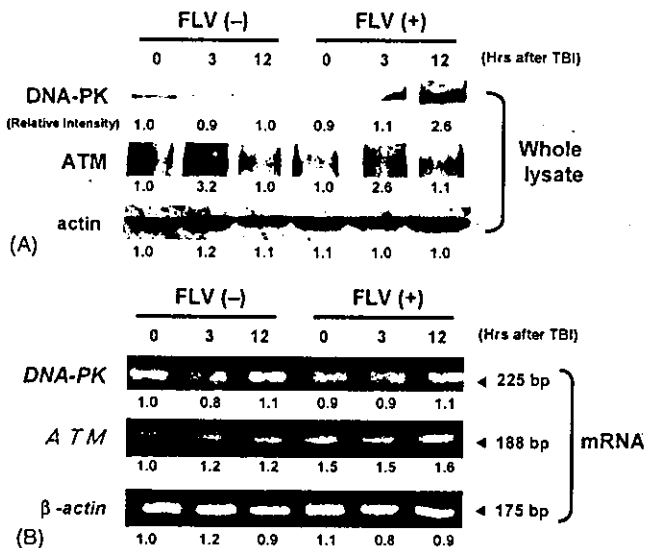 FLV (–) FLV (+)
0 3 12 0 3 12 (Hrs after TBI)
DNA-PK
(Relative Intensity) 1.0 0.9 1.0 0.9 1.1 2.6
ATM
1.0 3.2 1.0 1.0 2.6 1.1
Whole
lysate
actin
(A) 1.0 1.2 1.1 1.1 1.0 1.0
FLV (–) FLV (+)
0 3 12 0 3 12 (Hrs after TBI)
DNA-PK ◄ 225 bp
1.0 0.8 1.1 0.9 0.9 1.1
ATM ◄ 188 bp mRNA
1.0 1.2 1.2 1.5 1.5 1.6
β-actin ◄ 175 bp
(B) 1.0 1.2 0.9 1.1 0.8 0.9